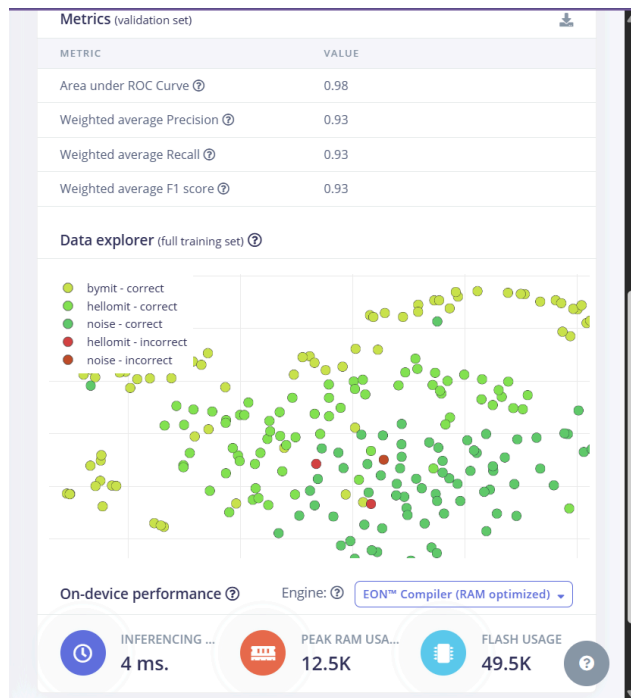 Metrics (validation set)
METRIC VALUE
Area under ROC Curve ? 0.98
Weighted average Precision ? 0.93
Weighted average Recall ? 0.93
Weighted average F1 score ? 0.93
Data explorer (full training set) ?
bymit - correct
hellomit - correct
noise - correct
hellomit - incorrect
noise - incorrect
On-device performance ? Engine: ? EON™ Compiler (RAM optimized)
INFERENCING ... PEAK RAM USA... FLASH USAGE
4 ms. 12.5K 49.5K ?